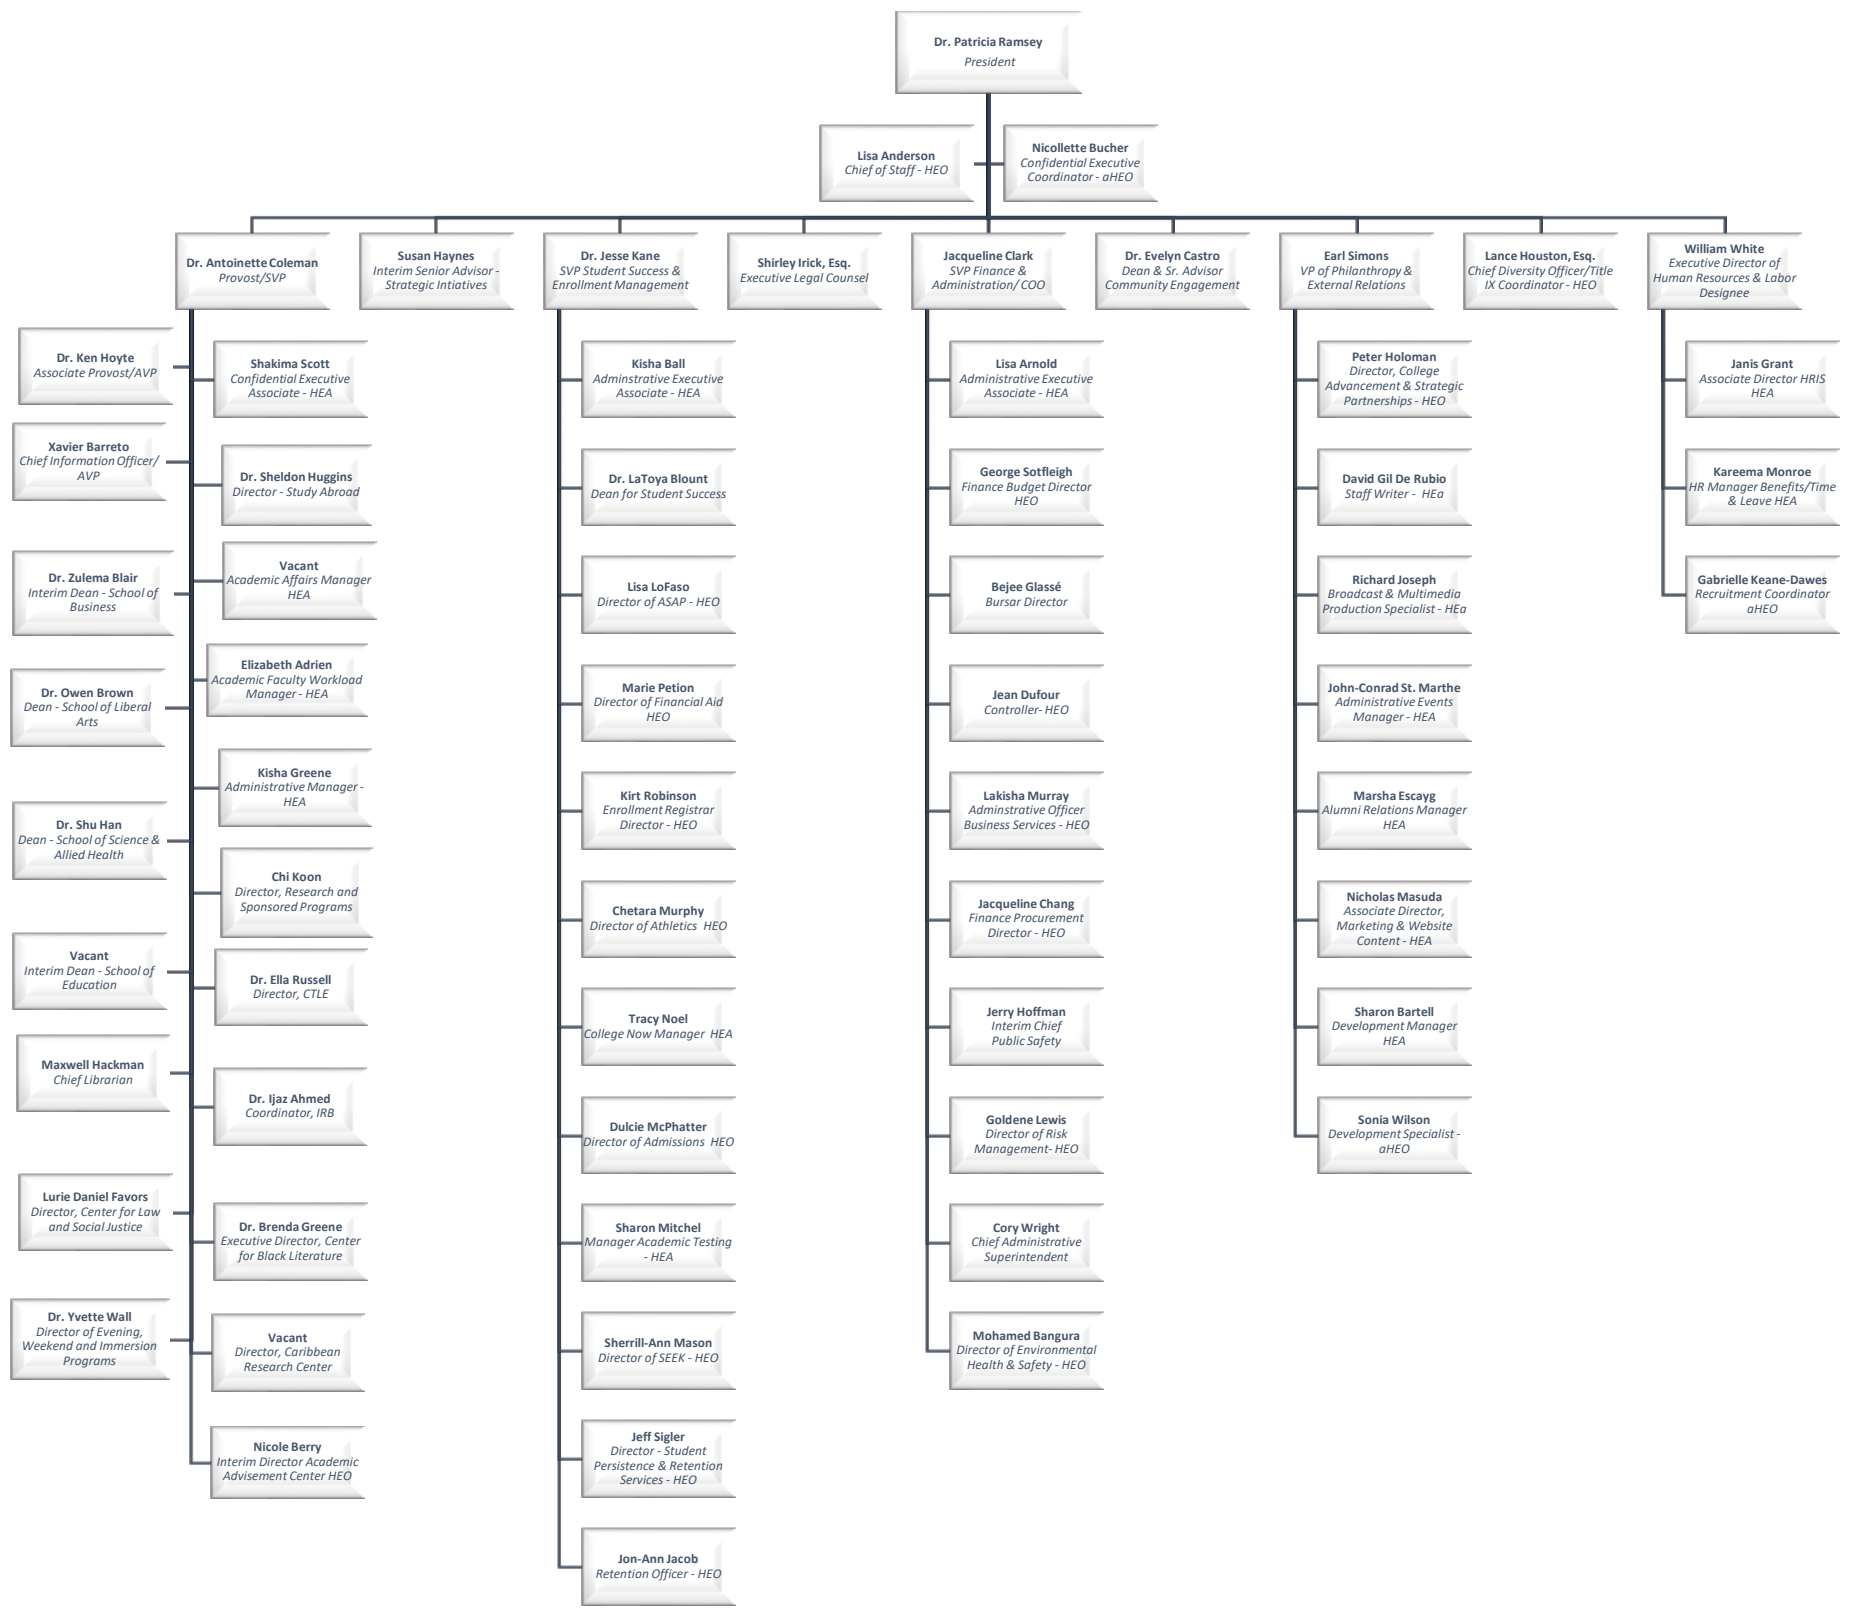 Dr. Patricia Ramsey
President
Lisa Anderson
Chief of Staff - HEO
Nicollette Bucher
Confidential Executive
Coordinator - aHEO
Dr. Antoinette Coleman
Provost/SVP
Susan Haynes
Interim Senior Advisor -
Strategic Intiatives
Dr. Jesse Kane
SVP Student Success &
Enrollment Management
Shirley Irick, Esq.
Executive Legal Counsel
Jacqueline Clark
SVP Finance &
Administration/ COO
Dr. Evelyn Castro
Dean & Sr. Advisor
Community Engagement
Earl Simons
VP of Philanthropy &
External Relations
Lance Houston, Esq.
Chief Diversity Officer/Title
IX Coordinator - HEO
William White
Executive Director of
Human Resources & Labor
Designee
Dr. Ken Hoyte
Associate Provost/AVP
Xavier Barreto
Chief Information Officer/
AVP
Dr. Zulema Blair
Interim Dean - School of
Business
Dr. Owen Brown
Dean - School of Liberal
Arts
Dr. Shu Han
Dean - School of Science &
Allied Health
Vacant
Interim Dean - School of
Education
Maxwell Hackman
Chief Librarian
Lurie Daniel Favors
Director, Center for Law
and Social Justice
Dr. Yvette Wall
Director of Evening,
Weekend and Immersion
Programs
Shakima Scott
Confidential Executive
Associate - HEA
Dr. Sheldon Huggins
Director - Study Abroad
Vacant
Academic Affairs Manager
HEA
Elizabeth Adrien
Academic Faculty Workload
Manager - HEA
Kisha Greene
Administrative Manager -
HEA
Chi Koon
Director, Research and
Sponsored Programs
Dr. Ella Russell
Director, CTLE
Dr. Ijaz Ahmed
Coordinator, IRB
Dr. Brenda Greene
Executive Director, Center
for Black Literature
Vacant
Director, Caribbean
Research Center
Nicole Berry
Interim Director Academic
Advisement Center HEO
Kisha Ball
Adminstrative Executive
Associate - HEA
Dr. LaToya Blount
Dean for Student Success
Lisa LoFaso
Director of ASAP - HEO
Marie Petion
Director of Financial Aid
HEO
Kirt Robinson
Enrollment Registrar
Director - HEO
Chetara Murphy
Director of Athletics HEO
Tracy Noel
College Now Manager HEA
Dulcie McPhatter
Director of Admissions HEO
Sharon Mitchel
Manager Academic Testing
- HEA
Sherrill-Ann Mason
Director of SEEK - HEO
Jeff Sigler
Director - Student
Persistence & Retention
Services - HEO
Jon-Ann Jacob
Retention Officer - HEO
Lisa Arnold
Administrative Executive
Associate - HEA
George Sotfleigh
Finance Budget Director
HEO
Bejee Glassé
Bursar Director
Jean Dufour
Controller- HEO
Lakisha Murray
Adminstrative Officer
Business Services - HEO
Jacqueline Chang
Finance Procurement
Director - HEO
Jerry Hoffman
Interim Chief
Public Safety
Goldene Lewis
Director of Risk
Management- HEO
Cory Wright
Chief Administrative
Superintendent
Mohamed Bangura
Director of Environmental
Health & Safety - HEO
Peter Holoman
Director, College
Advancement & Strategic
Partnerships - HEO
David Gil De Rubio
Staff Writer - HEa
Richard Joseph
Broadcast & Multimedia
Production Specialist - HEa
John-Conrad St. Marthe
Administrative Events
Manager - HEA
Marsha Escayg
Alumni Relations Manager
HEA
Nicholas Masuda
Associate Director,
Marketing & Website
Content - HEA
Sharon Bartell
Development Manager
HEA
Sonia Wilson
Development Specialist -
aHEO
Janis Grant
Associate Director HRIS
HEA
Kareema Monroe
HR Manager Benefits/Time
& Leave HEA
Gabrielle Keane-Dawes
Recruitment Coordinator
aHEO